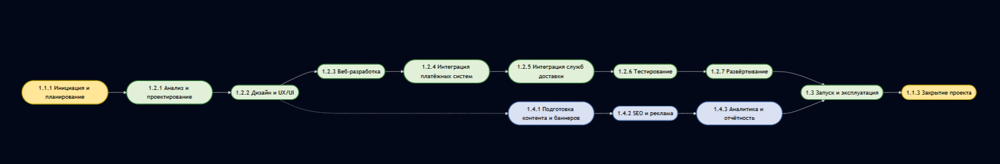 1.1.1 Инициация и
планирование
1.2.1 Анализ и
проектирование
1.2.2 Дизайн и UX/UI
1.2.3 Веб-разработка
1.2.4 Интеграция
платёжных систем
1.2.5 Интеграция служб
доставки
1.2.6 Тестирование
1.2.7 Развёртывание
1.4.1 Подготовка
контента и баннеров
1.4.2 SEO и реклама
1.4.3 Аналитика и
отчётность
1.3 Запуск и эксплуатация
1.1.3 Закрытие проекта